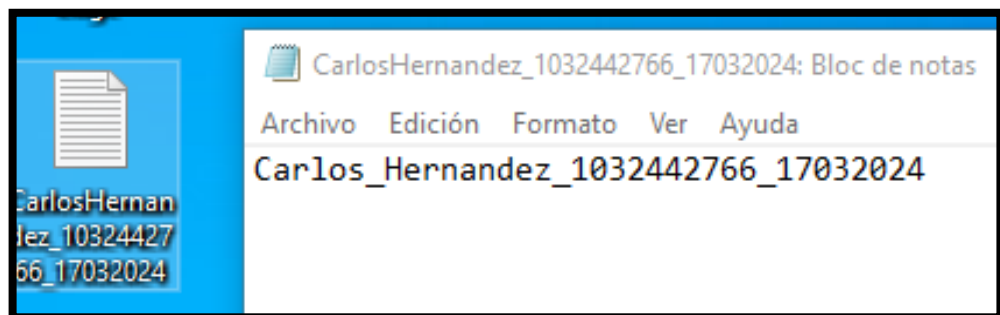 CarlosHernandez_1032442766_17032024: Bloc de notas
Archivo Edición Formato Ver Ayuda
Carlos_Hernandez_1032442766_17032024
CarlosHernan
dez_10324427
66_17032024